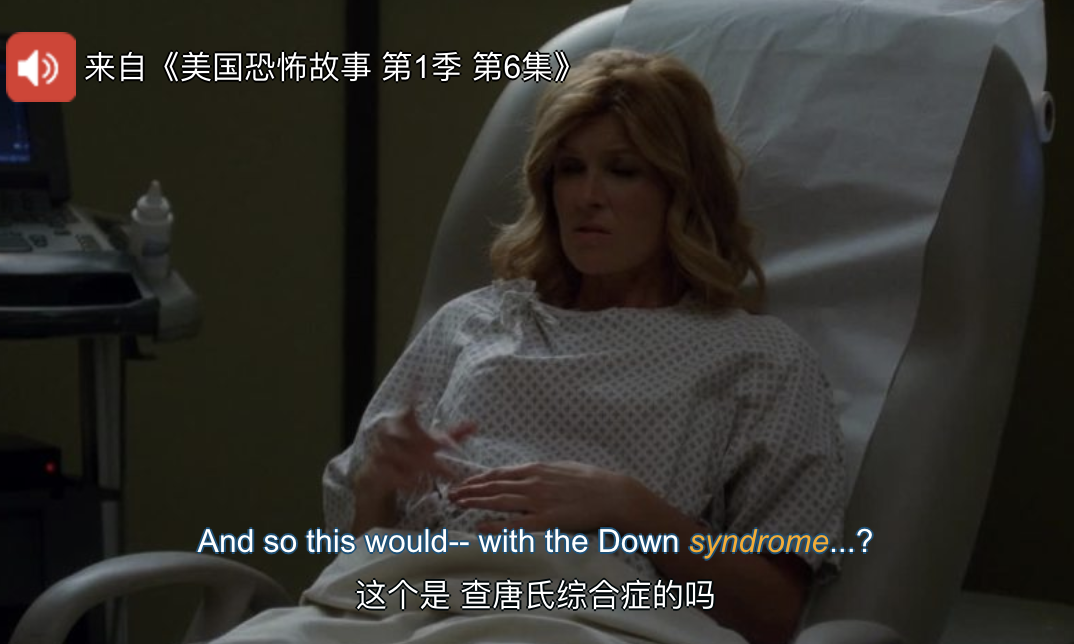 来自《美国恐怖故事 第1季 第6集》
And so this would-- with the Down syndrome...?
这个是 查唐氏综合症的吗